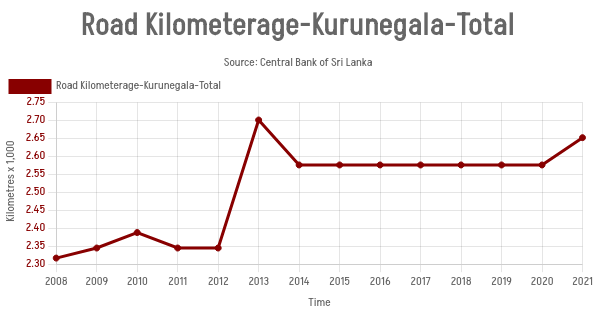 Road Kilometerage-Kurunegala-Total
Source: Central Bank of Sri Lanka
Road Kilometerage-Kurunegala-Total
2.75
2.70
2.65
2.60
2.55
2.50
2.45
2.40
2.35
2.30
Kilometres x 1,000
2008 2009 2010 2011 2012 2013 2014 2015 2016 2017 2018 2019 2020 2021
Time